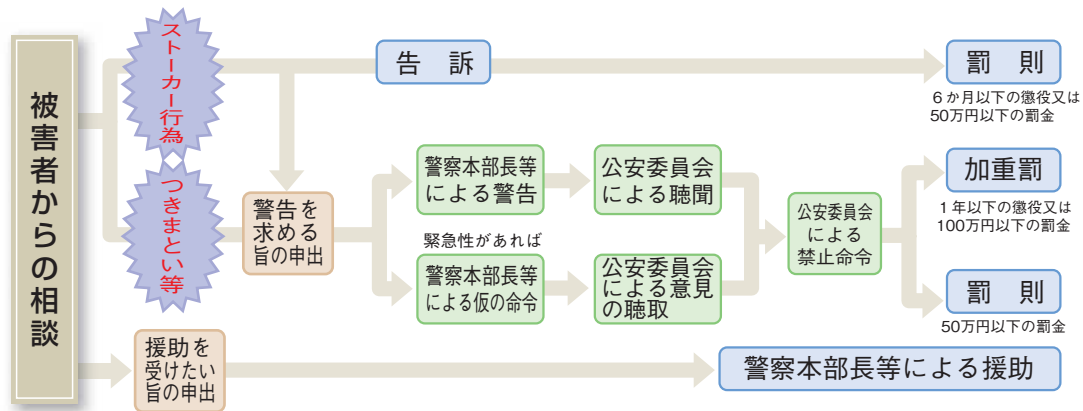 被害者からの相談
ストーカー行為
告　訴
罰　則
６か月以下の懲役又は
50万円以下の罰金
つきまとい等
警告を
求める
旨の申出
警察本部長等
による警告
公安委員会
による聴聞
緊急性があれば
警察本部長等
による仮の命令
公安委員会
による意見
の聴取
公安委員会
による
禁止命令
加重罰
１年以下の懲役又は
100万円以下の罰金
罰　則
50万円以下の罰金
援助を
受けたい
旨の申出
警察本部長等による援助